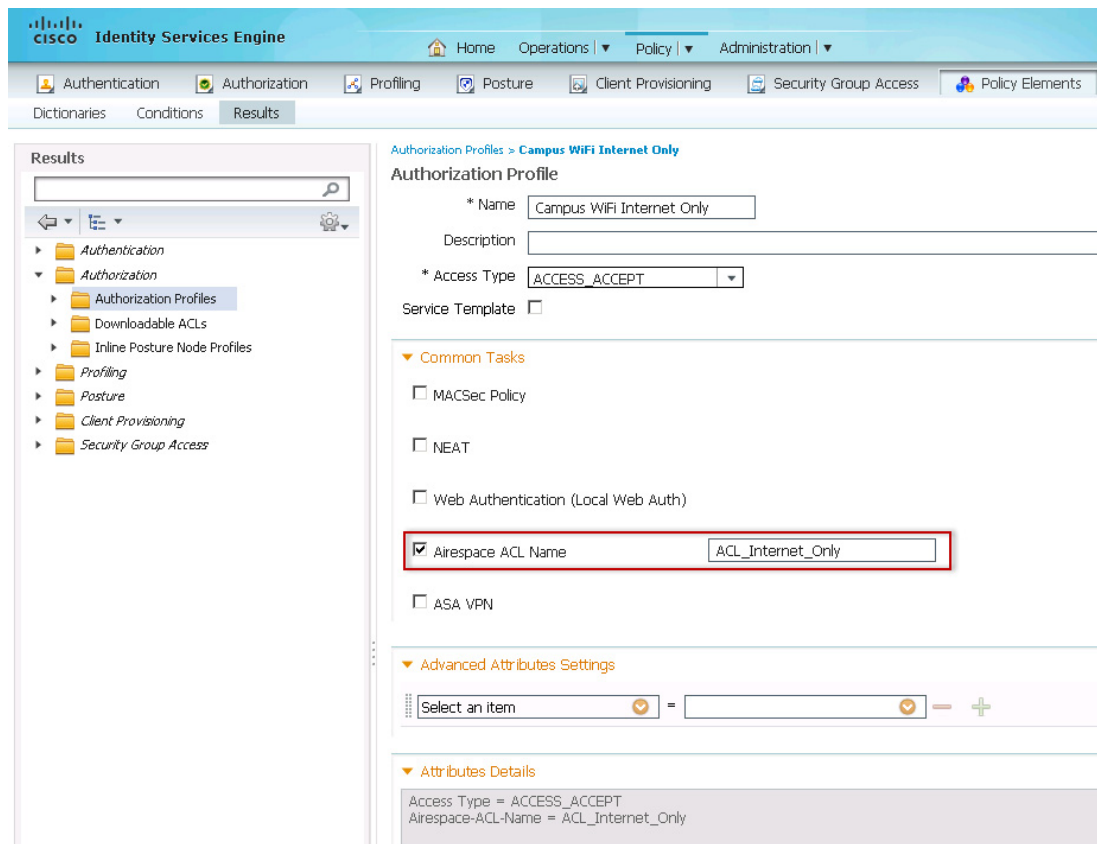 CISCO Identity Services Engine
Home Operations | ▼ Policy | ▼ Administration | ▼
Authentication Authorization Profiling Posture Client Provisioning Security Group Access Policy Elements
Dictionaries Conditions Results
Results
Authentication
Authorization
Authorization Profiles
Downloadable ACLs
Inline Posture Node Profiles
Profiling
Posture
Client Provisioning
Security Group Access
Authorization Profiles > Campus WiFi Internet Only
Authorization Profile
* Name Campus WiFi Internet Only
Description
* Access Type ACCESS_ACCEPT
Service Template
Common Tasks
MACSec Policy
NEAT
Web Authentication (Local Web Auth)
Airespace ACL Name ACL_Internet_Only
ASA VPN
Advanced Attributes Settings
Select an item =
Attributes Details
Access Type = ACCESS_ACCEPT
Airespace-ACL-Name = ACL_Internet_Only